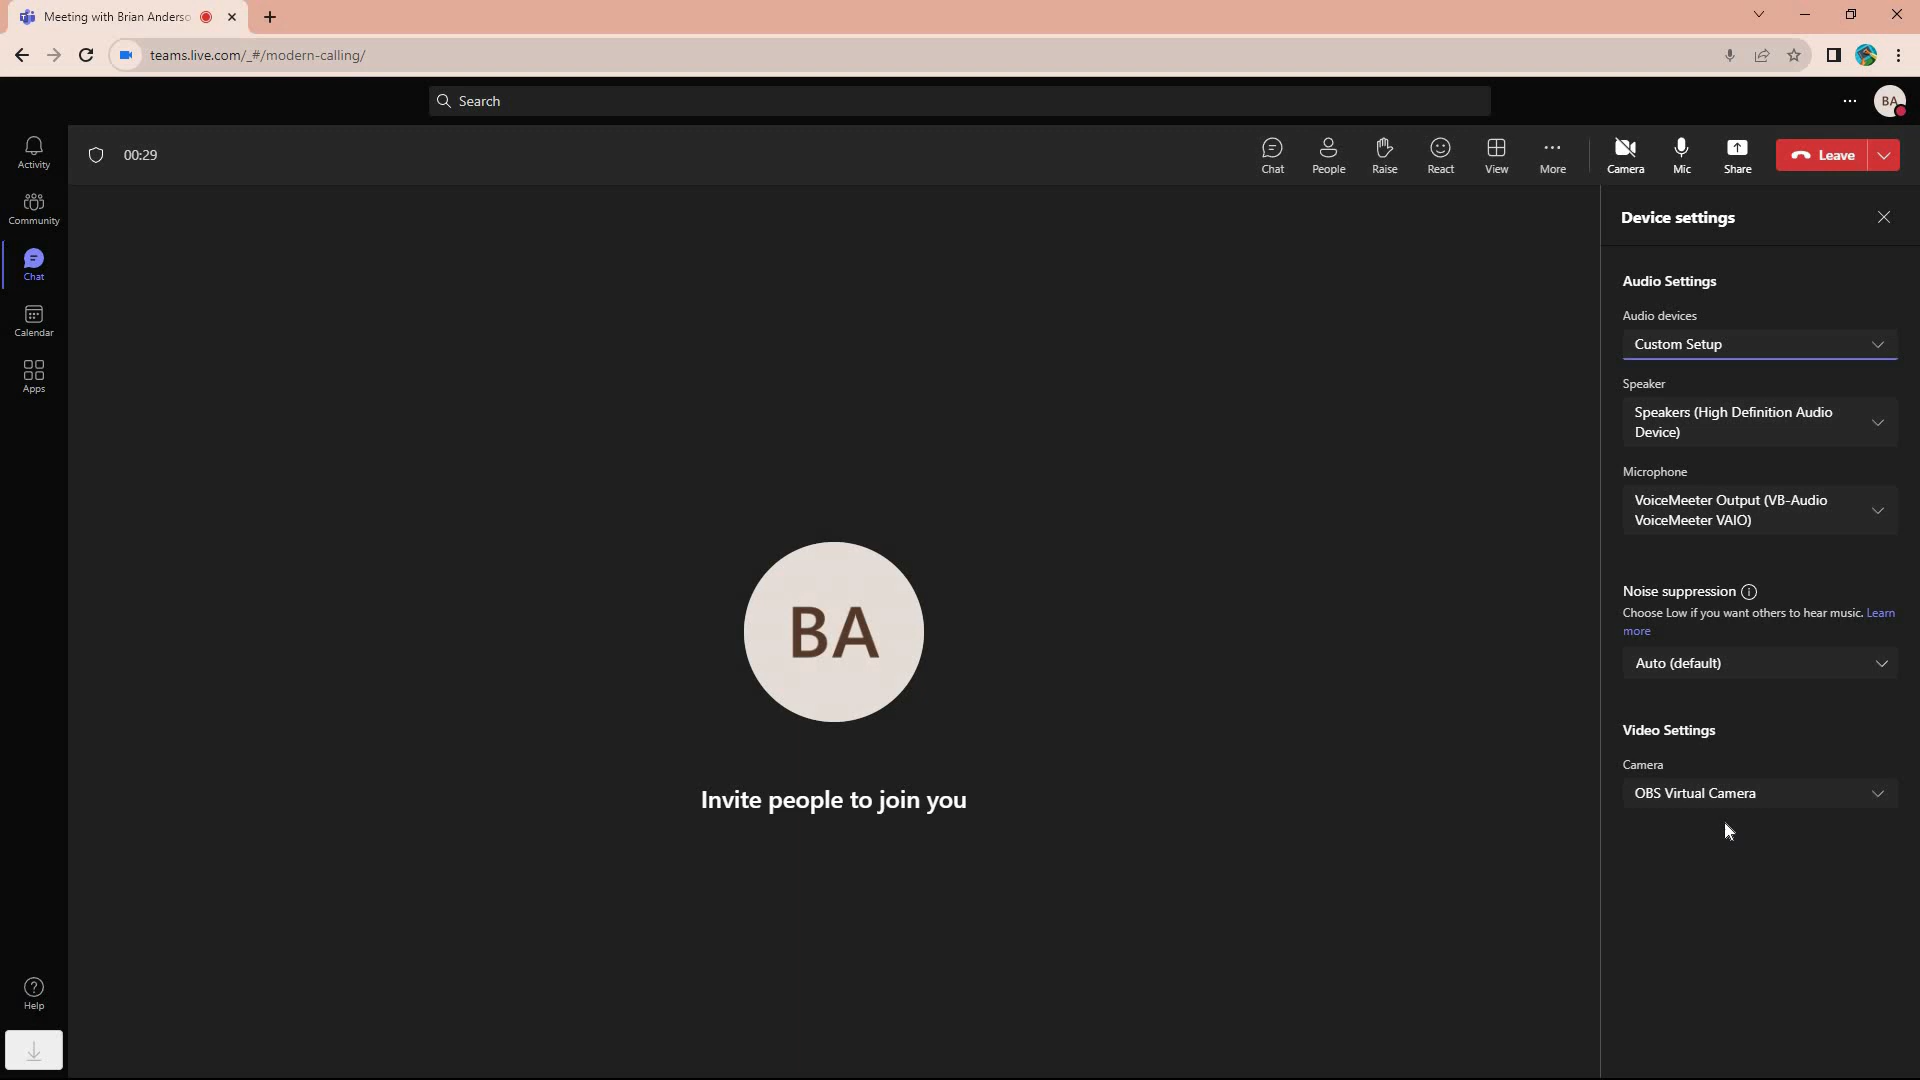 Meeting with Brian Anderso
teams.live.com/_#/modern-calling/
Search
BA
Activity
Community
Chat
Calendar
Apps
Help
00:29
Chat
People
Raise
React
View
More
Camera
Mic
Share
Leave
BA
Invite people to join you
Device settings
Audio Settings
Audio devices
Custom Setup
Speaker
Speakers (High Definition Audio
Device)
Microphone
VoiceMeeter Output (VB-Audio
VoiceMeeter VAIO)
Noise suppression
Choose Low if you want others to hear music. Learn
more
Auto (default)
Video Settings
Camera
OBS Virtual Camera